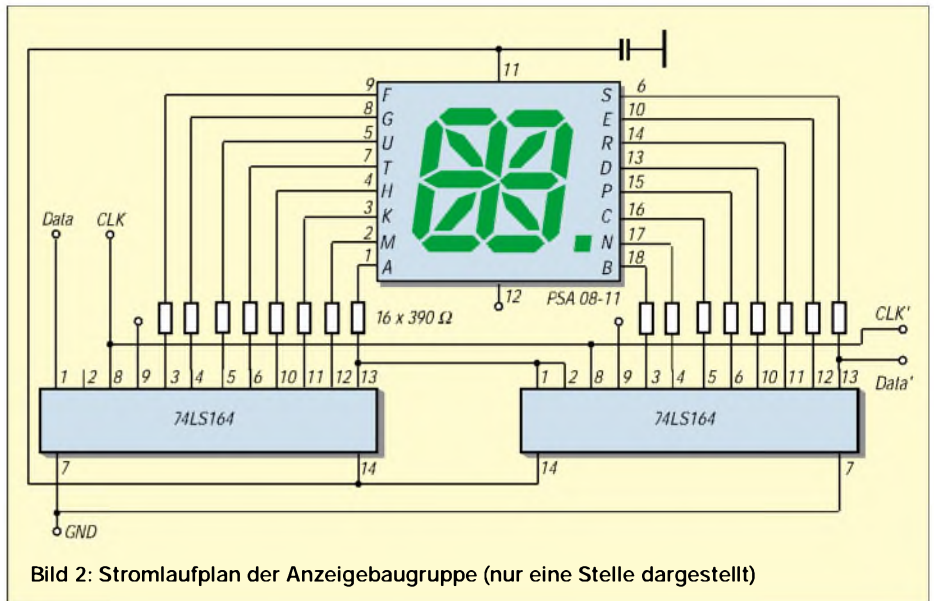 11
9 F
8 G
5 U
7 T
4 H
3 K
2 M
1 A
S 6
E 10
R 14
D 13
P 15
C 16
N 17
B 18
12
PSA 08-11
Data CLK
16 x 390 Ω
CLK'
Data'
1 2 8 9 3 4 5 6 10 11 12 13
74LS164
7 14
1 2 8 9 3 4 5 6 10 11 12 13
74LS164
14 7
GND
Bild 2: Stromlaufplan der Anzeigebaugruppe (nur eine Stelle dargestellt)